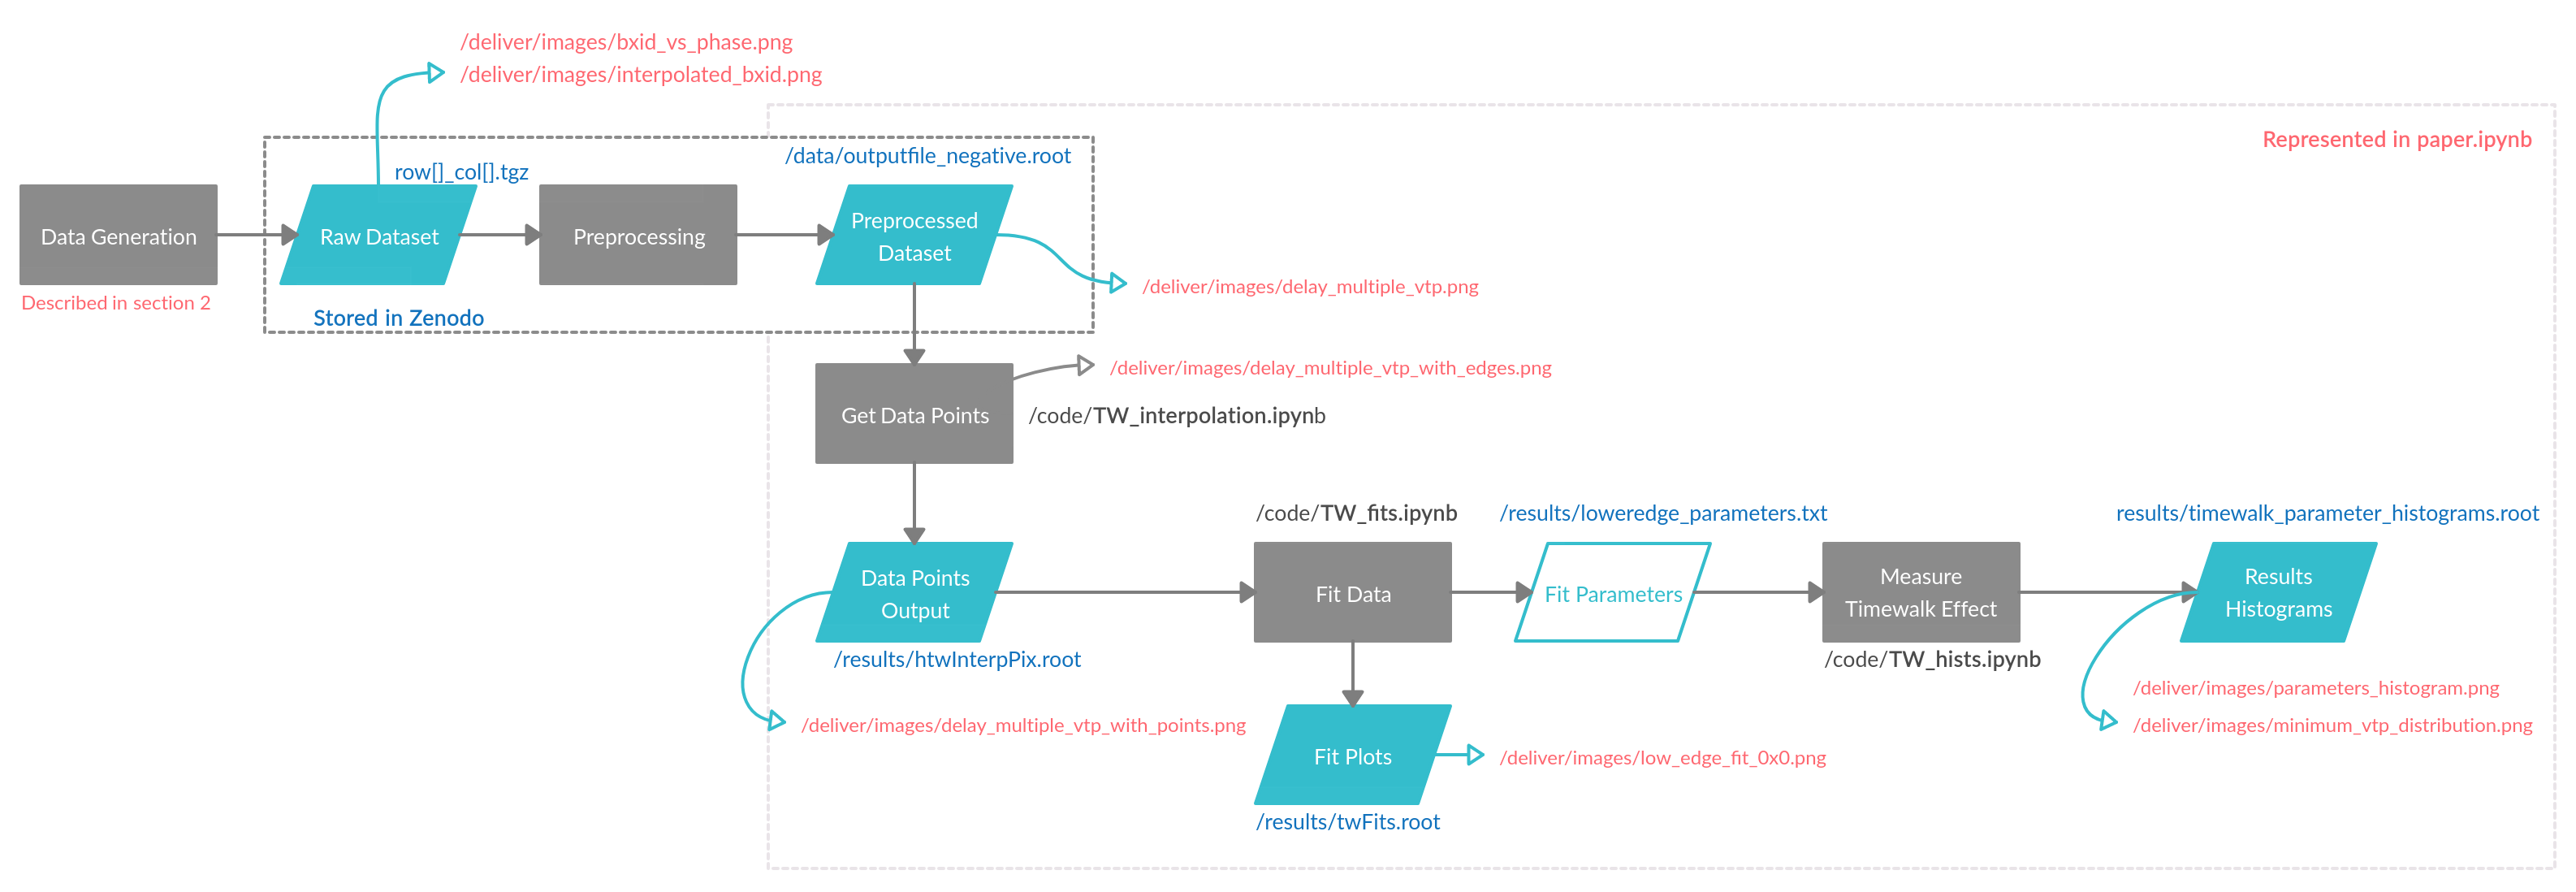 /deliver/images/bxid_vs_phase.png
/deliver/images/interpolated_bxid.png
Represented in paper.ipynb
/data/outputfile_negative.root
row[]_col[].tgz
Data Generation
Raw Dataset
Preprocessing
Preprocessed
Dataset
Described in section 2
Stored in Zenodo
/deliver/images/delay_multiple_vtp.png
/deliver/images/delay_multiple_vtp_with_edges.png
Get Data Points
/code/TW_interpolation.ipynb
/code/TW_fits.ipynb
/results/loweredge_parameters.txt
results/timewalk_parameter_histograms.root
Data Points
Output
Fit Data
Fit Parameters
Measure
Timewalk Effect
Results
Histograms
/results/htwInterpPix.root
/code/TW_hists.ipynb
/deliver/images/parameters_histogram.png
/deliver/images/minimum_vtp_distribution.png
/deliver/images/delay_multiple_vtp_with_points.png
Fit Plots
/deliver/images/low_edge_fit_0x0.png
/results/twFits.root